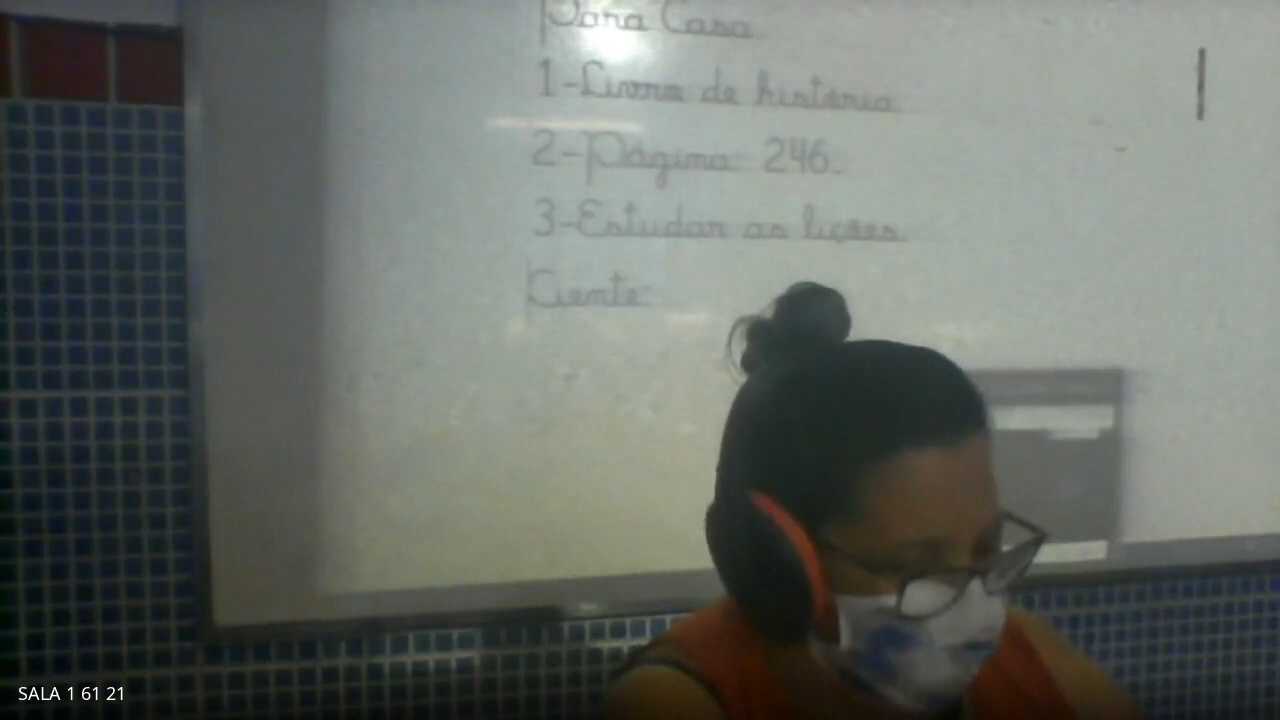 Para Casa
1-Livro de história.
2-Página: 246.
3-Estudar as lições.
Ciente:
SALA 1 61 21